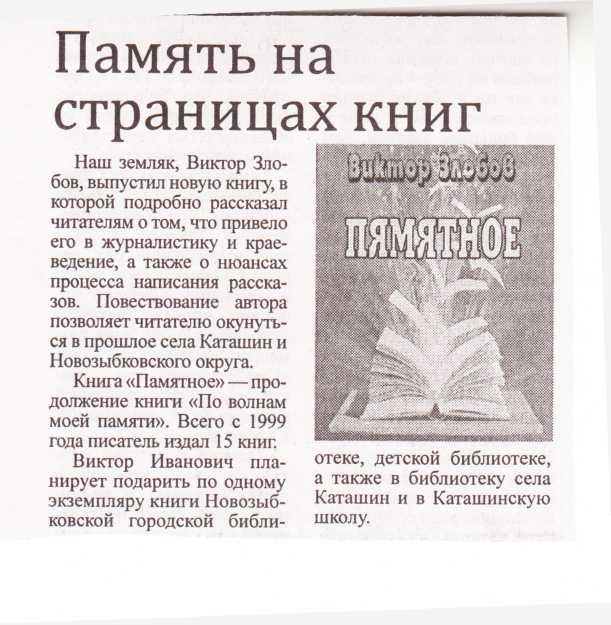 Память на
страницах книг
Наш земляк, Виктор Зло-
бов, выпустил новую книгу, в
которой подробно рассказал
читателям о том, что привело
его в журналистику и крае-
ведение, а также о нюансах
процесса написания расска-
зов. Повествование автора
позволяет читателю окунуть-
ся в прошлое села Каташин и
Новозыбковского округа.
Книга «Памятное» — про-
должение книги «По волнам
моей памяти». Всего с 1999
года писатель издал 15 книг.
Виктор Иванович пла-
нирует подарить по одному
экземпляру книги Новозыб-
ковской городской библи-
Виктор Злобов
ПЯМЯТНОЕ
отеке, детской библиотеке,
а также в библиотеку села
Каташин и в Каташинскую
школу.